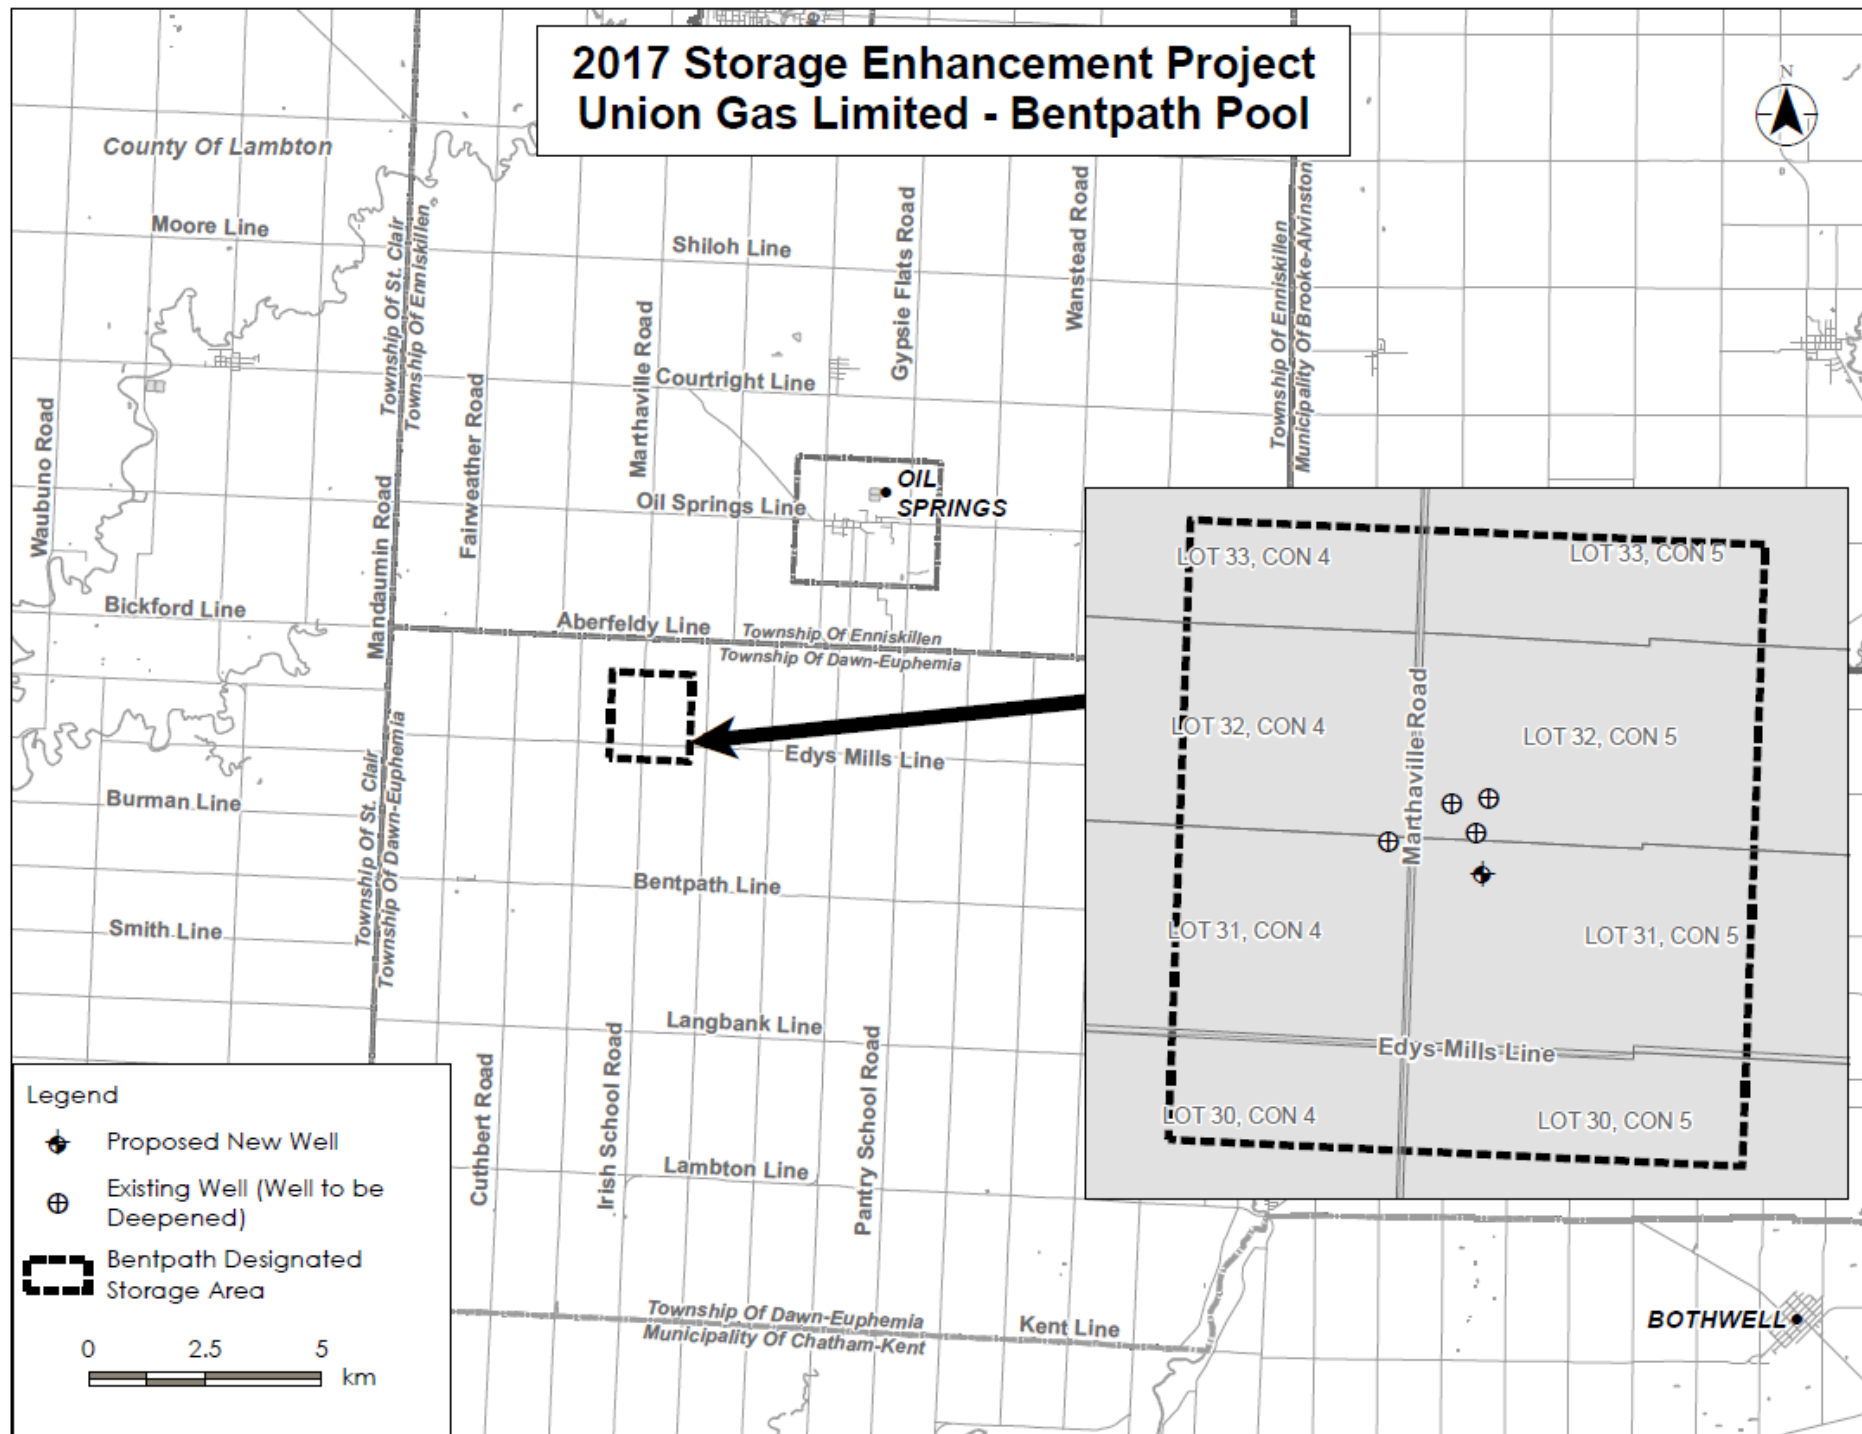 2017 Storage Enhancement Project
Union Gas Limited - Bentpath Pool
N
County Of Lambton
Moore Line
Shiloh Line
Gypsie Flats Road
Wanstead Road
Township Of St. Clair
Township Of Enniskillen
Township Of Enniskillen
Municipality Of Brooke-Alvinston
Marthaville Road
Courtright Line
Fairweather Road
Waubuno Road
Mandaumin Road
Oil Springs Line
OIL
SPRINGS
Bickford Line
Aberfeldy Line
Township Of Enniskillen
Township Of Dawn-Euphemia
Edys Mills Line
Burman Line
Township Of St. Clair
Township Of Dawn-Euphemia
Bentpath Line
Smith Line
Langbank Line
Cuthbert Road
Irish School Road
Pantry School Road
Lambton Line
Township Of Dawn-Euphemia
Municipality Of Chatham-Kent
Kent Line
BOTHWELL
LOT 33, CON 4
LOT 33, CON 5
LOT 32, CON 4
Marthaville Road
LOT 32, CON 5
LOT 31, CON 4
LOT 31, CON 5
Edys Mills Line
LOT 30, CON 4
LOT 30, CON 5
Legend
Proposed New Well
Existing Well (Well to be
Deepened)
Bentpath Designated
Storage Area
0 2.5 5
km